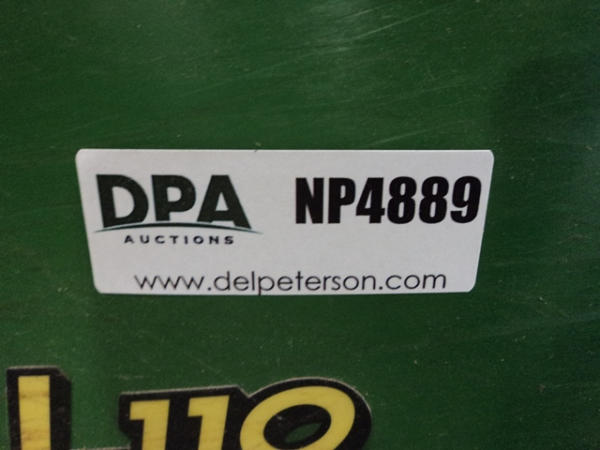 DPA NP4889
AUCTIONS
www.delpeterson.com
L110